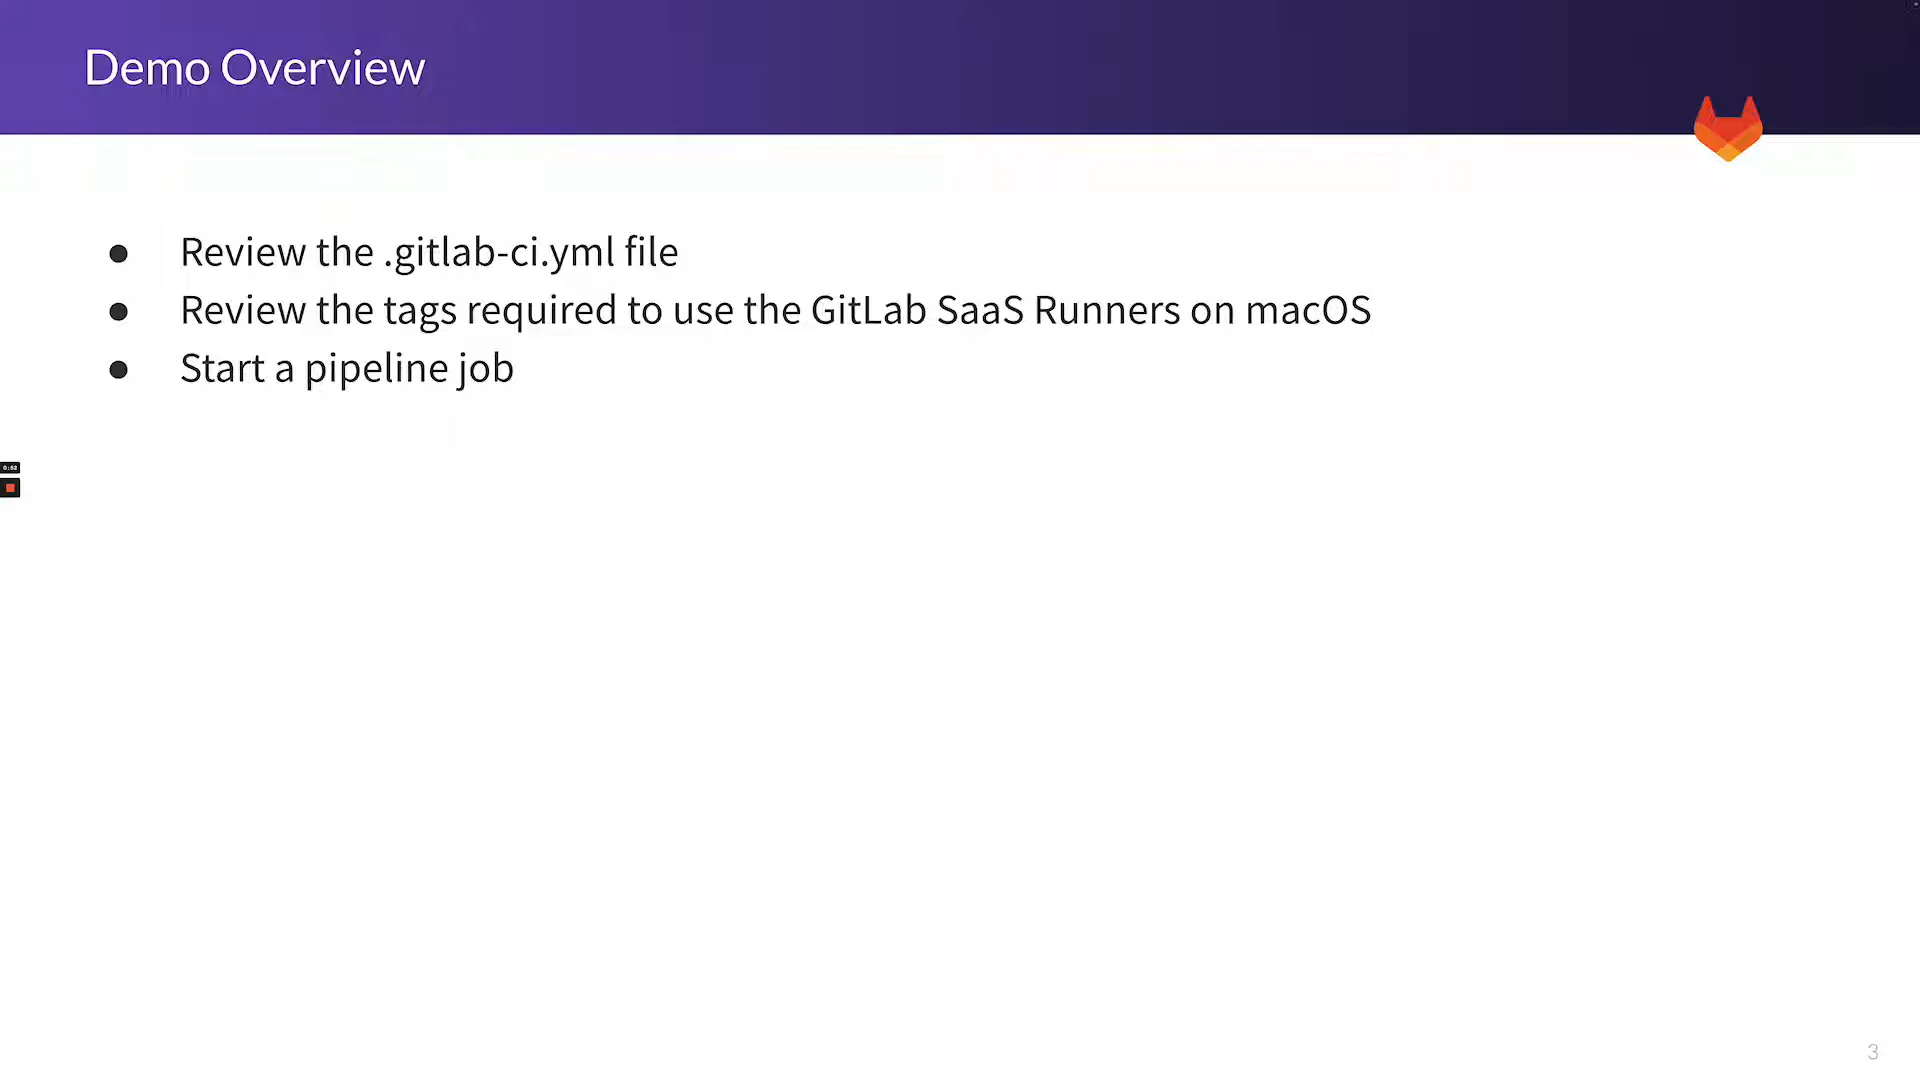 Demo Overview
● Review the .gitlab-ci.yml file
● Review the tags required to use the GitLab SaaS Runners on macOS
● Start a pipeline job
3